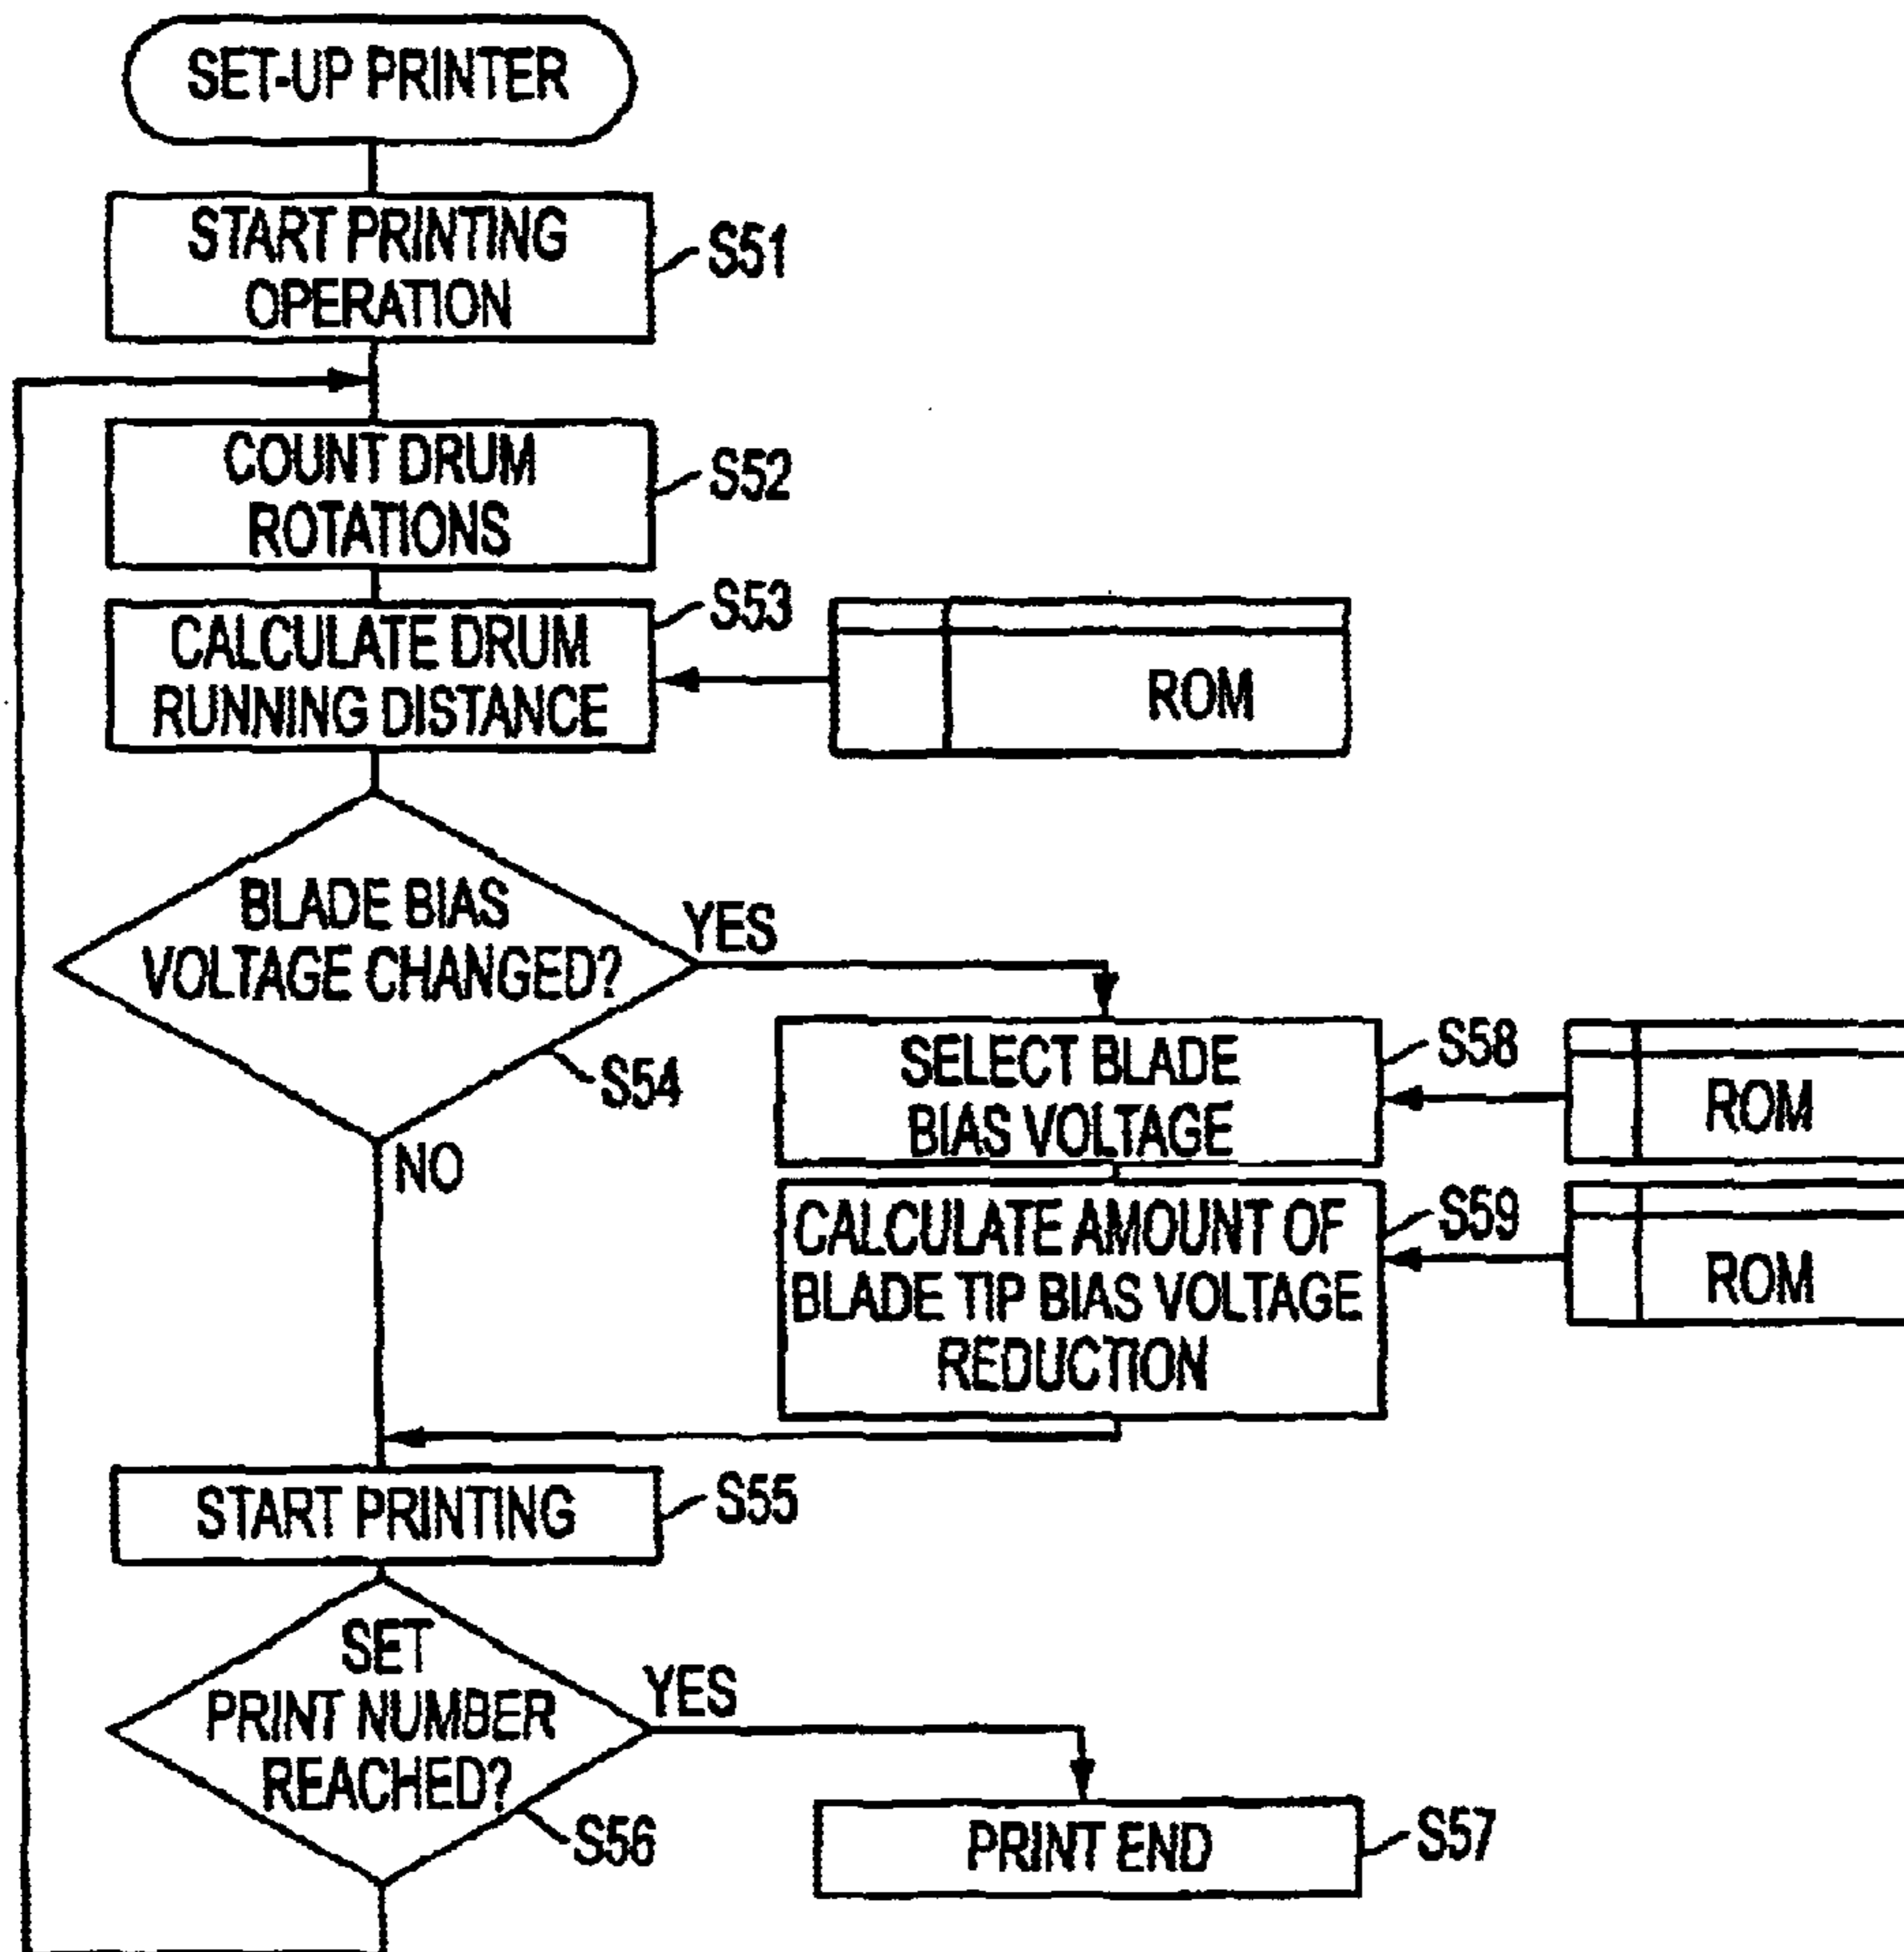 SET-UP PRINTER
START PRINTING
OPERATION
S51
COUNT DRUM
ROTATIONS
S52
CALCULATE DRUM
RUNNING DISTANCE
S53
ROM
BLADE BIAS
VOLTAGE CHANGED?
YES
S54
NO
SELECT BLADE
BIAS VOLTAGE
S58
ROM
CALCULATE AMOUNT OF
BLADE TIP BIAS VOLTAGE
REDUCTION
S59
ROM
START PRINTING
S55
SET
PRINT NUMBER
REACHED?
YES
S56
PRINT END
S57